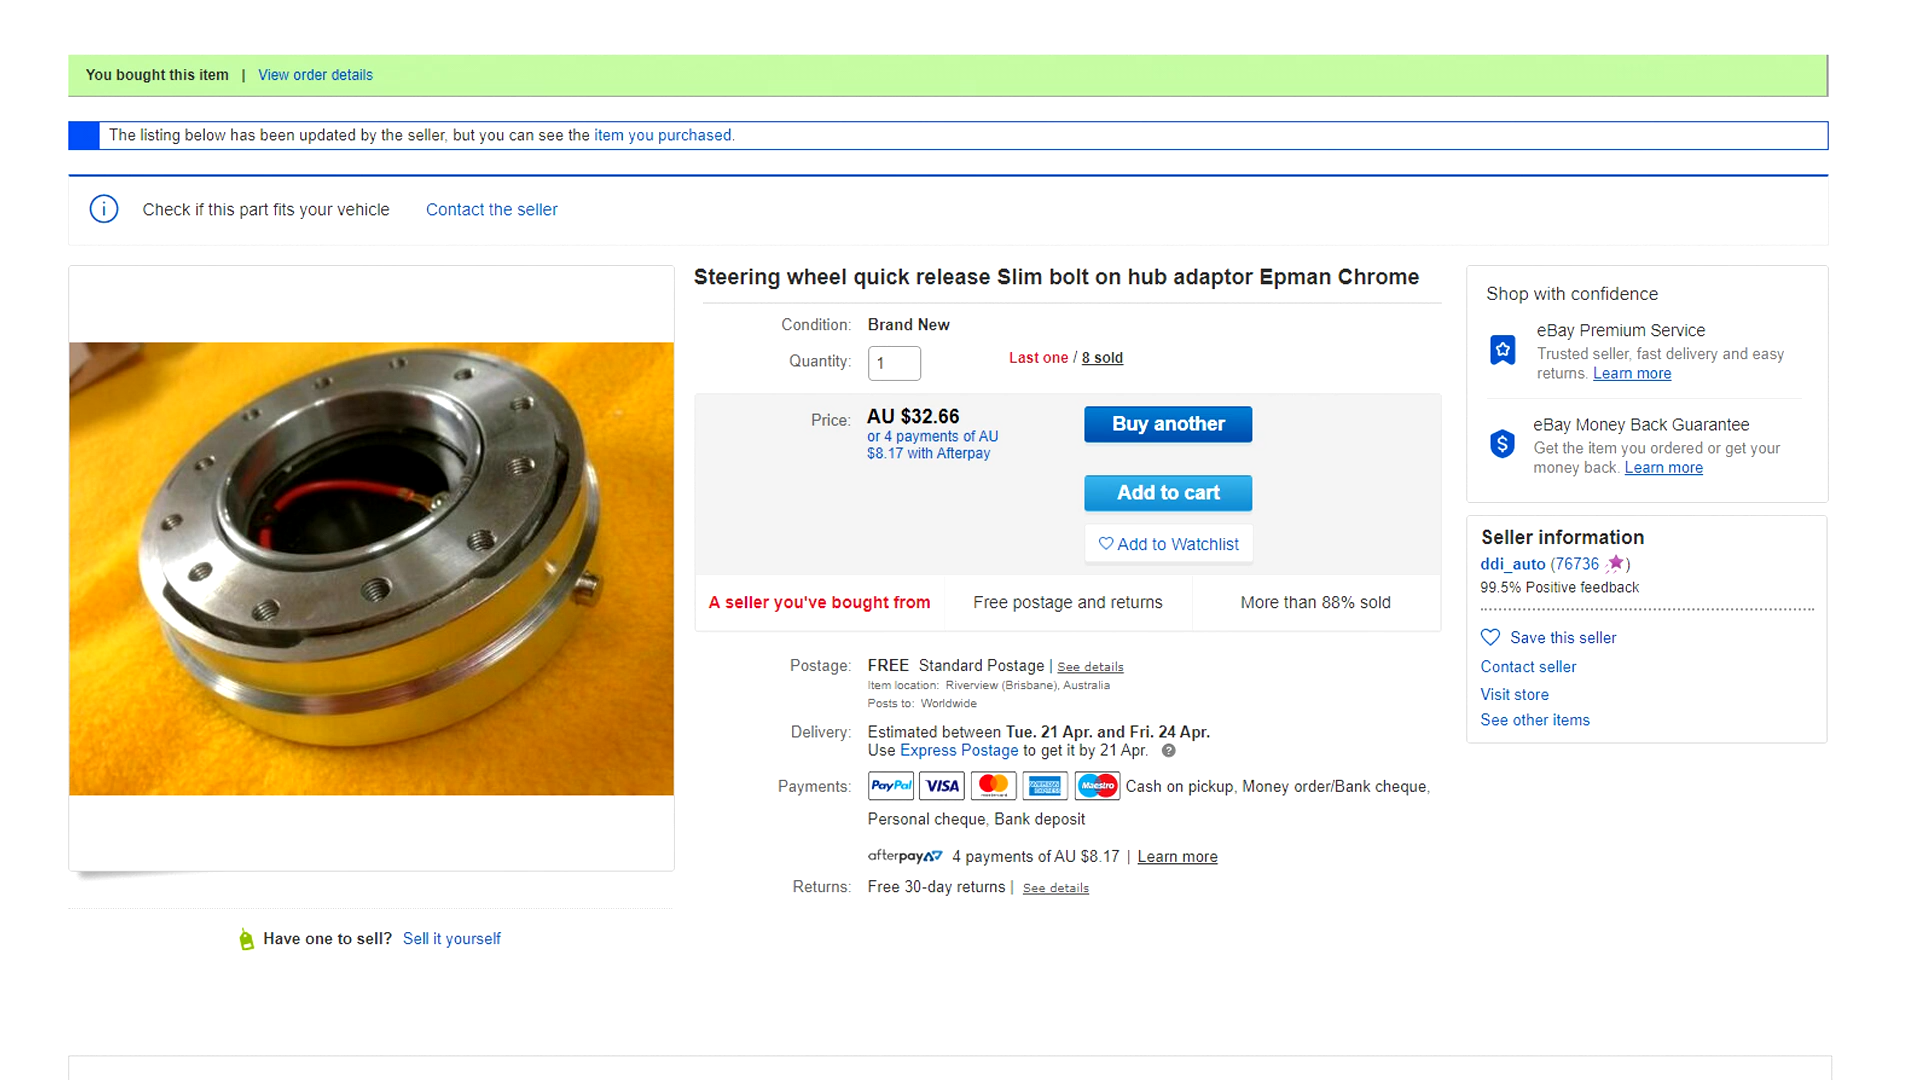 You bought this item | View order details
The listing below has been updated by the seller, but you can see the item you purchased.
Check if this part fits your vehicle Contact the seller
Steering wheel quick release Slim bolt on hub adaptor Epman Chrome
Condition: Brand New
Quantity: 1 Last one / 8 sold
Price: AU $32.66
or 4 payments of AU
$8.17 with Afterpay
Buy another
Add to cart
Add to Watchlist
A seller you've bought from Free postage and returns More than 88% sold
Postage: FREE Standard Postage | See details
Item location: Riverview (Brisbane), Australia
Posts to: Worldwide
Delivery: Estimated between Tue. 21 Apr. and Fri. 24 Apr.
Use Express Postage to get it by 21 Apr. ?
Payments: PayPal VISA mastercard Maestro Cash on pickup, Money order/Bank cheque,
Personal cheque, Bank deposit
afterpay 4 payments of AU $8.17 | Learn more
Returns: Free 30-day returns | See details
Shop with confidence
eBay Premium Service
Trusted seller, fast delivery and easy
returns. Learn more
eBay Money Back Guarantee
Get the item you ordered or get your
money back. Learn more
Seller information
ddi_auto (76736)
99.5% Positive feedback
Save this seller
Contact seller
Visit store
See other items
Have one to sell? Sell it yourself